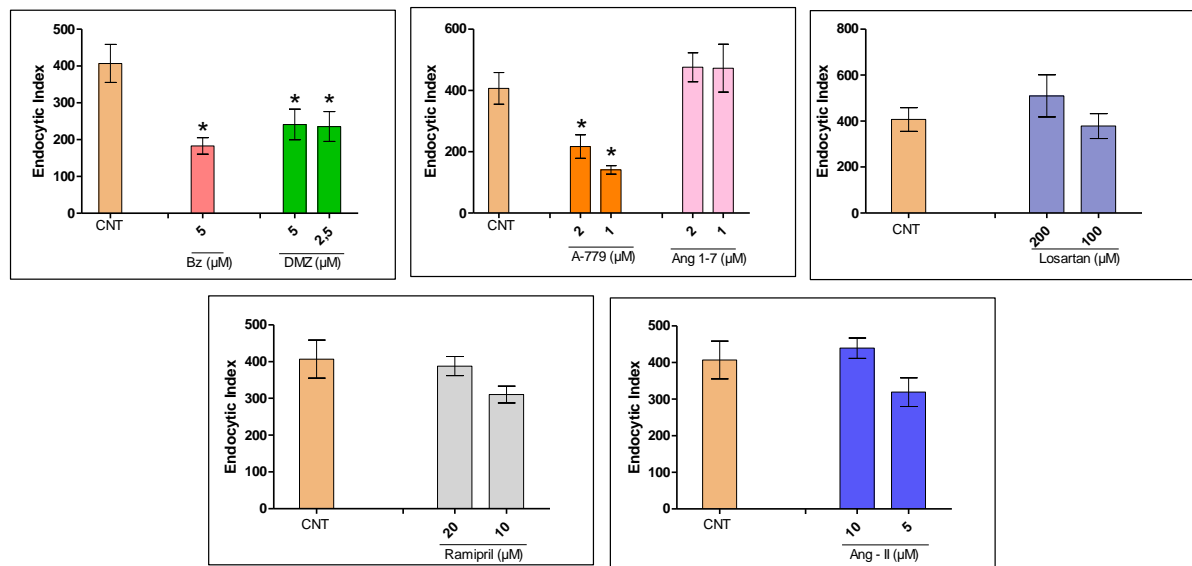 500
400
300
200
100
0
Endocytic Index
*
*
*
CNT
5
5
2,5
Bz (µM)
DMZ (µM)
600
400
200
0
Endocytic Index
*
*
CNT
2
1
2
1
A-779 (µM)
Ang 1-7 (µM)
800
600
400
200
0
Endocytic Index
CNT
200
100
Losartan (µM)
500
400
300
200
100
0
Endocytic Index
CNT
20
10
Ramipril (µM)
500
400
300
200
100
0
Endocytic Index
CNT
10
5
Ang - II (µM)